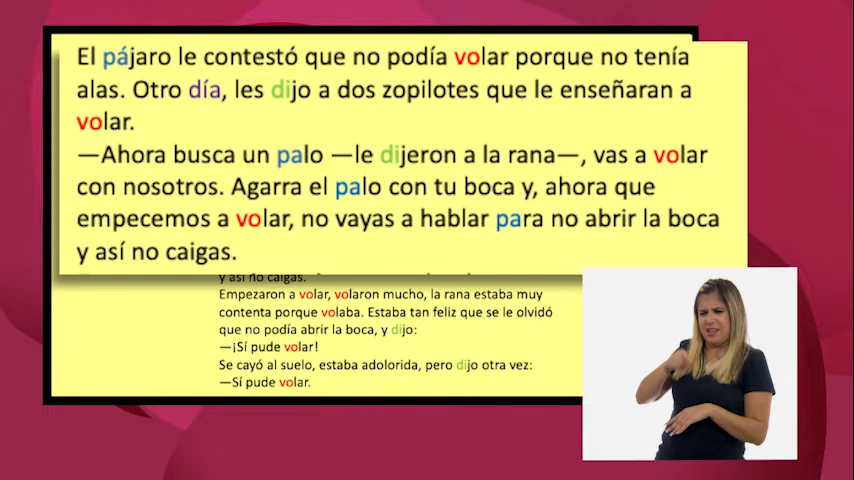 El pájaro le contestó que no podía volar porque no tenía
alas. Otro día, les dijo a dos zopilotes que le enseñaran a
volar.
—Ahora busca un palo —le dijeron a la rana—, vas a volar
con nosotros. Agarra el palo con tu boca y, ahora que
empecemos a volar, no vayas a hablar para no abrir la boca
y así no caigas.
y así no caigas.
Empezaron a volar, volaron mucho, la rana estaba muy
contenta porque volaba. Estaba tan feliz que se le olvidó
que no podía abrir la boca, y dijo:
—¡Sí pude volar!
Se cayó al suelo, estaba adolorida, pero dijo otra vez:
—Sí pude volar.